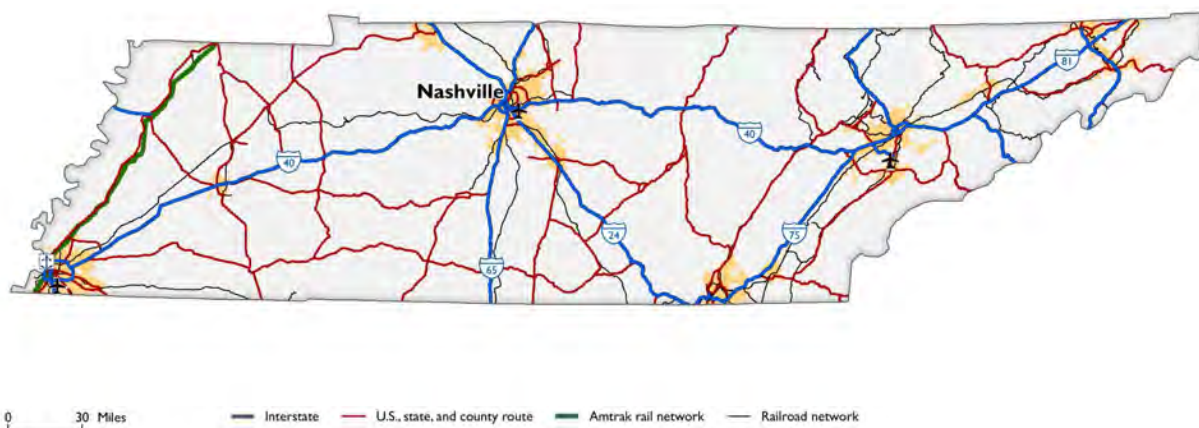 81
Nashville
40
40
24
75
65
0 30 Miles
Interstate
U.S., state, and county route
Amtrak rail network
Railroad network